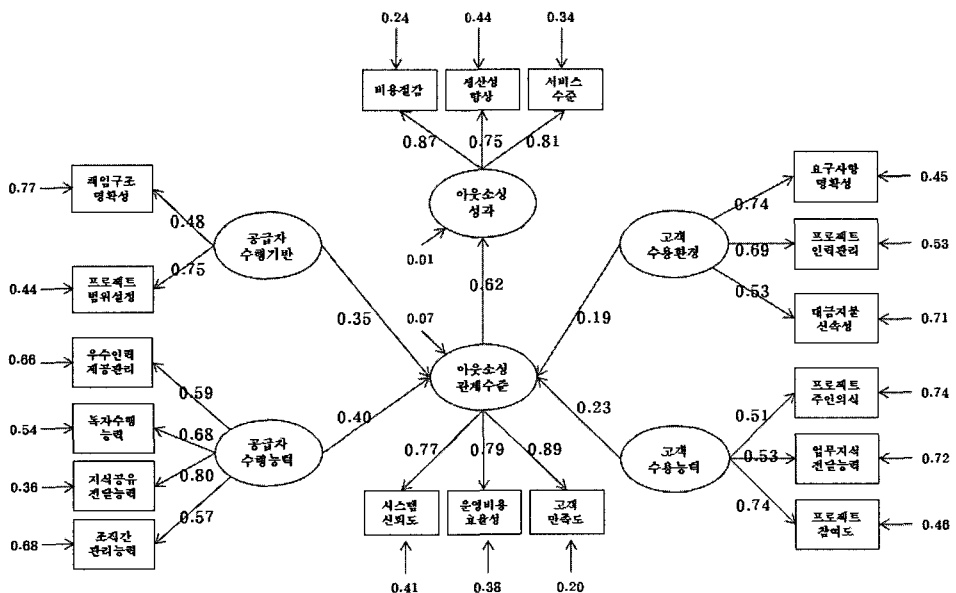 0.24
0.44
0.34
비용절감
생산성
향상
서비스
수준
0.87
0.75
0.81
아웃소싱
성과
0.01
0.62
0.77
책임구조
명확성
0.48
0.44
프로젝트
범위설정
0.75
공급자
수행기반
0.35
0.66
우수인력
제공관리
0.59
0.54
독자수행
능력
0.68
0.36
지식공유
전달능력
0.80
0.68
조직간
관리능력
0.57
공급자
수행능력
0.40
0.07
아웃소싱
관계수준
0.77
0.79
0.89
시스템
신뢰도
운영비용
효율성
고객
만족도
0.41
0.38
0.20
고객
수용환경
0.19
0.74
요구사항
명확성
0.45
0.69
프로젝트
인력관리
0.53
0.53
대금지불
신속성
0.71
고객
수용능력
0.23
0.51
프로젝트
주인의식
0.74
0.53
업무지식
전달능력
0.72
0.74
프로젝트
참여도
0.46